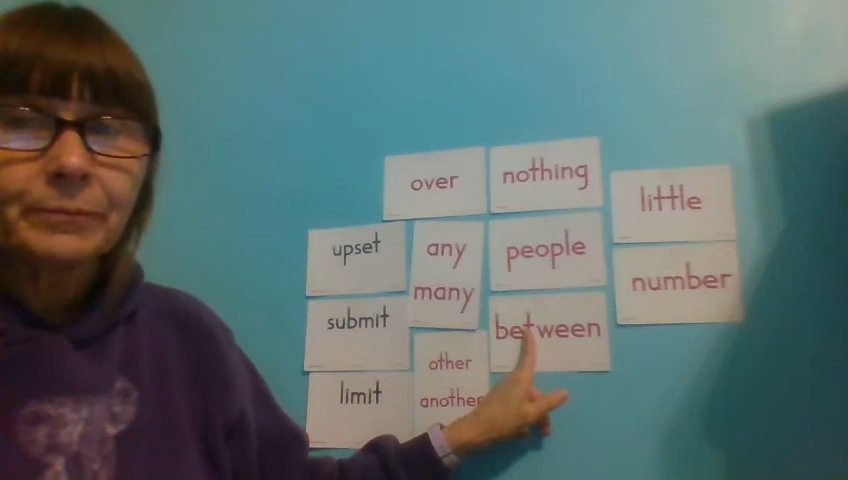 over
nothing
little
upset
any
many
people
number
submit
between
other
another
limit